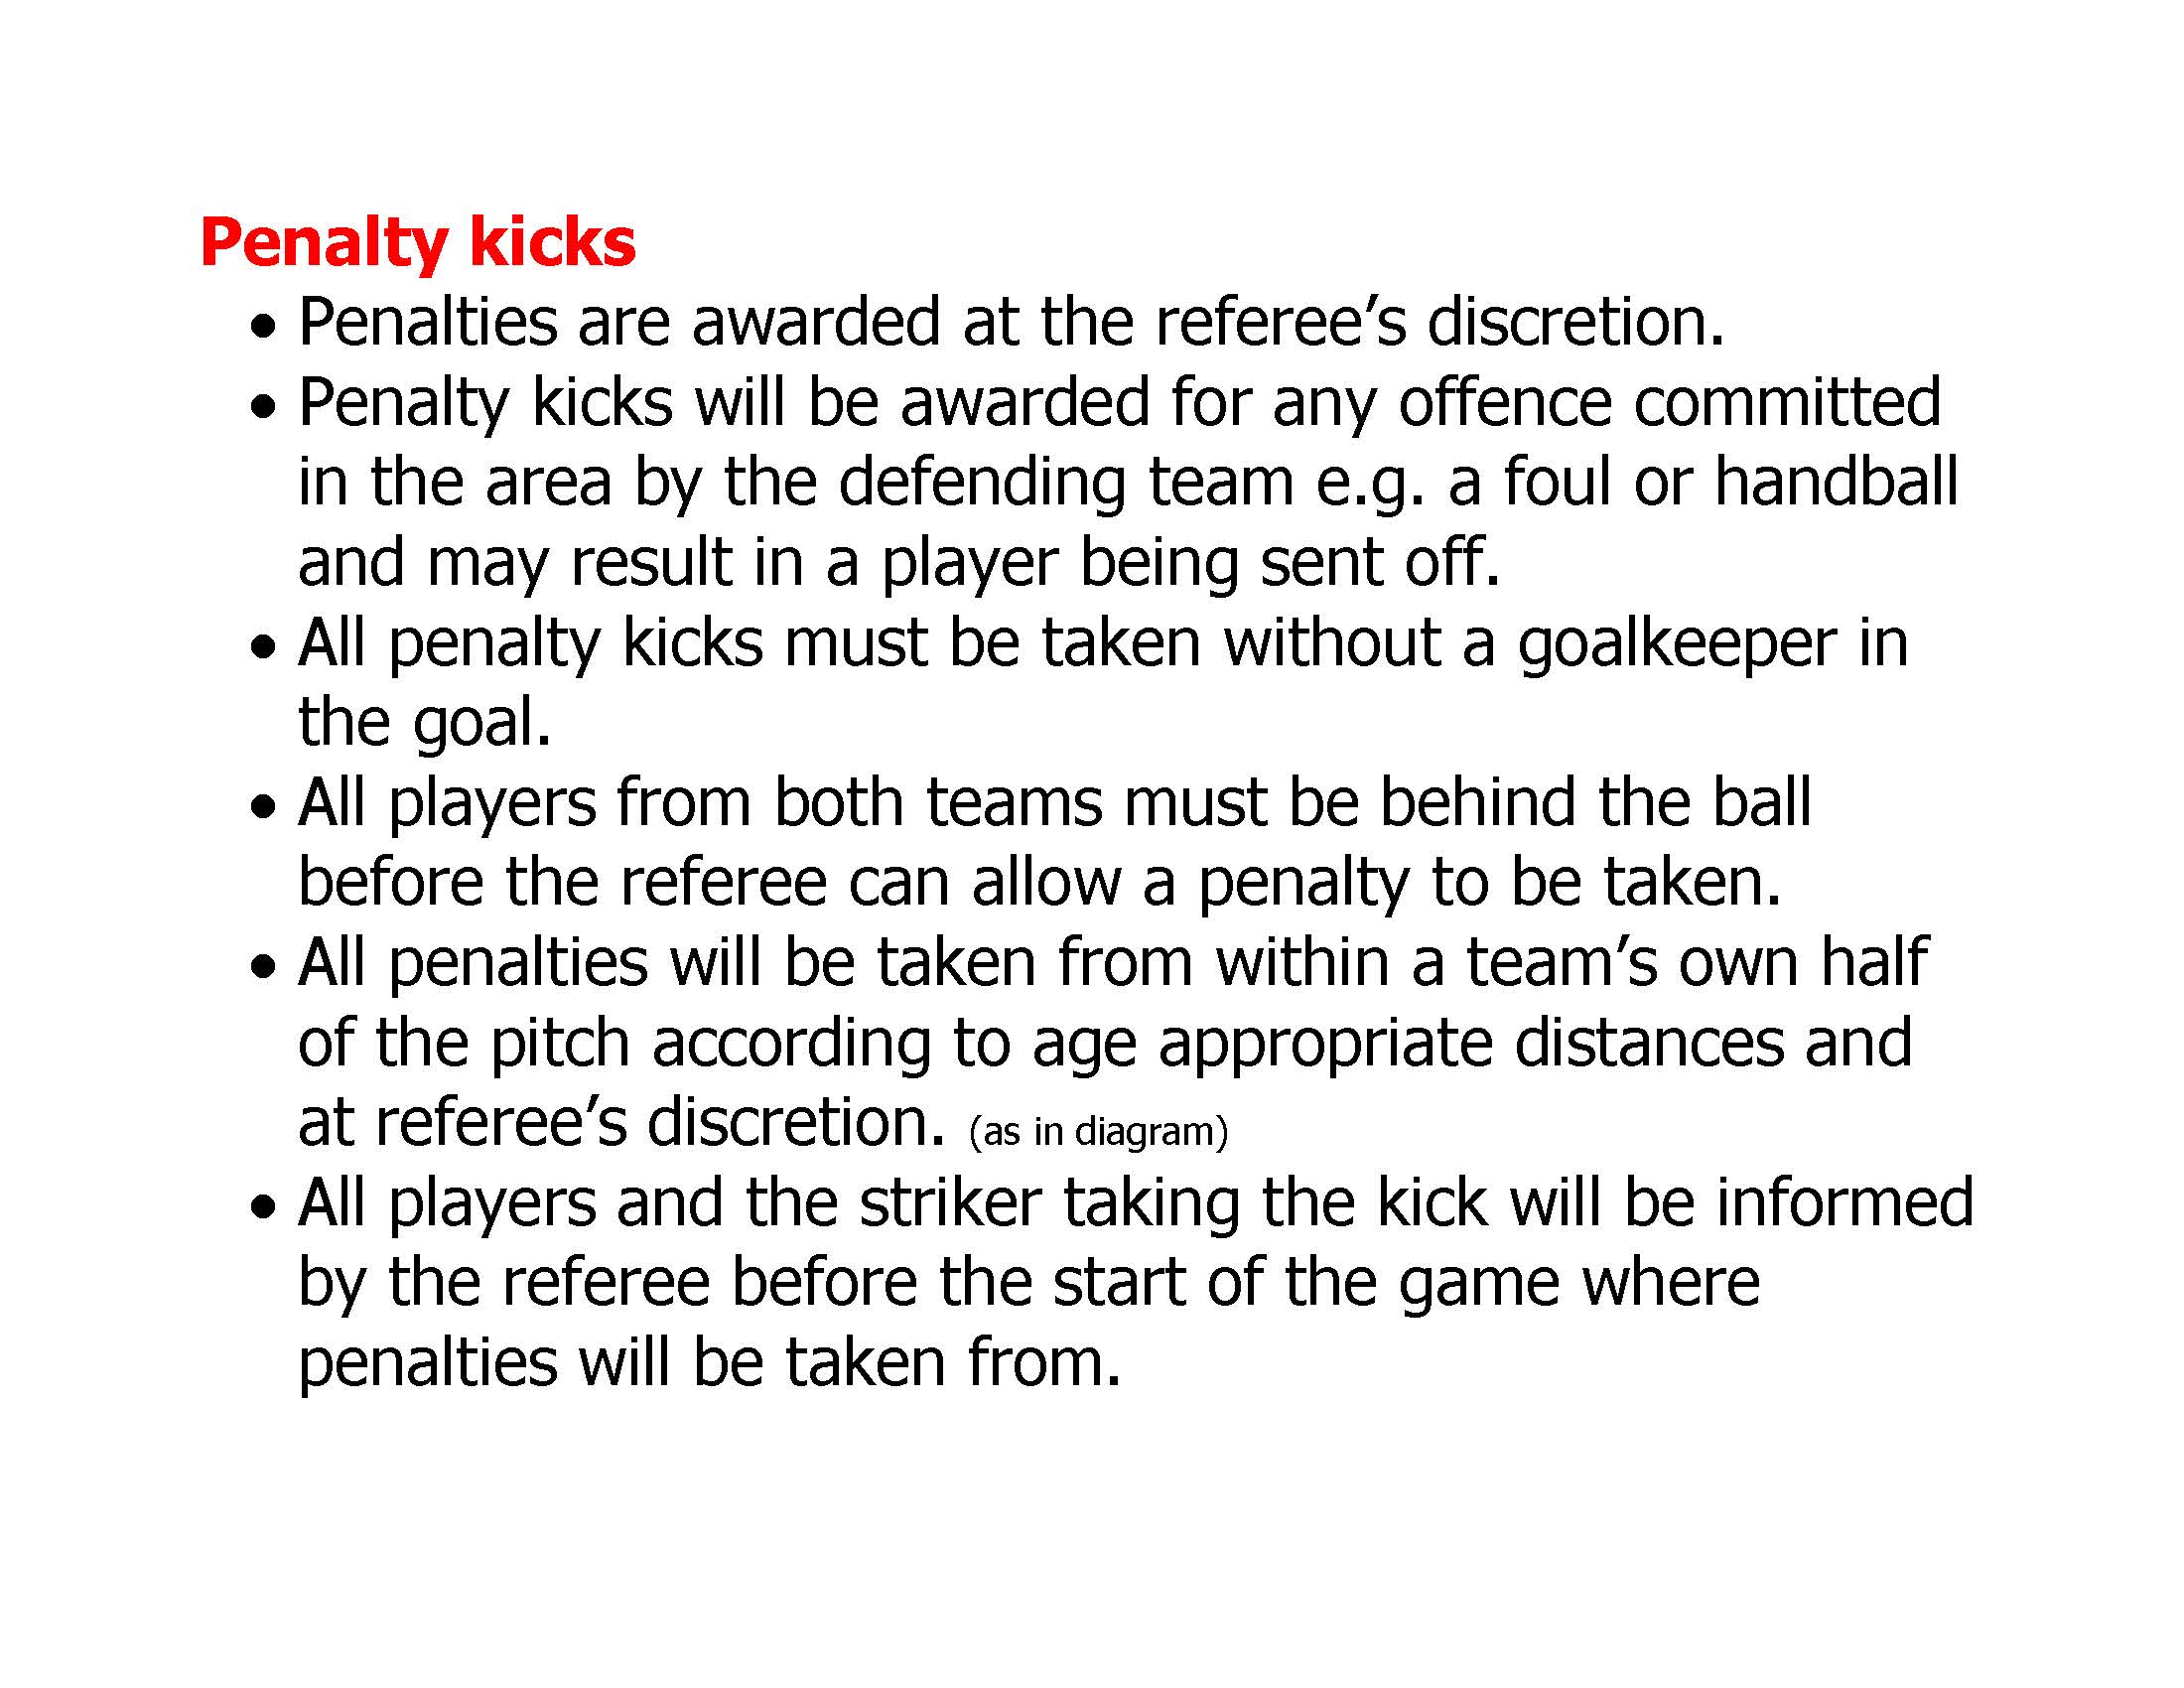 Penalty kicks
• Penalties are awarded at the referee’s discretion.
• Penalty kicks will be awarded for any offence committed
in the area by the defending team e.g. a foul or handball
and may result in a player being sent off.
• All penalty kicks must be taken without a goalkeeper in
the goal.
• All players from both teams must be behind the ball
before the referee can allow a penalty to be taken.
• All penalties will be taken from within a team’s own half
of the pitch according to age appropriate distances and
at referee’s discretion. (as in diagram)
• All players and the striker taking the kick will be informed
by the referee before the start of the game where
penalties will be taken from.